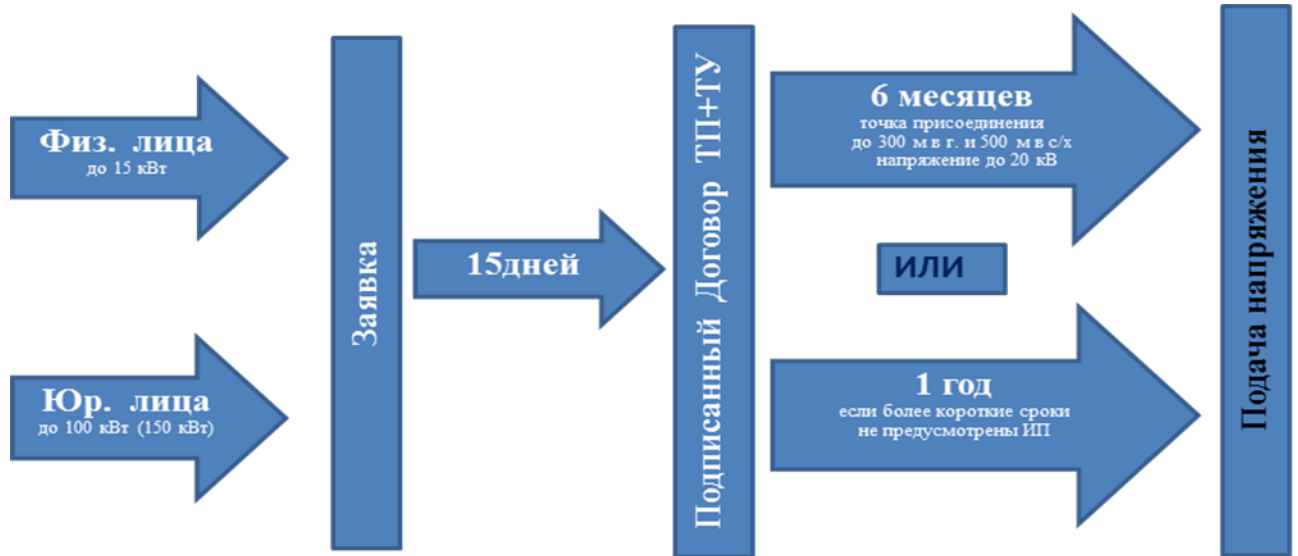 Физ. лица
до 15 кВт
Юр. лица
до 100 кВт (150 кВт)
Заявка
15дней
Подписанный Договор ТП+ТУ
6 месяцев
точка присоединения
до 300 м в г. и 500 м в с/х
напряжение до 20 кВ
ИЛИ
1 год
если более короткие сроки
не предусмотрены ИП
Подача напряжения